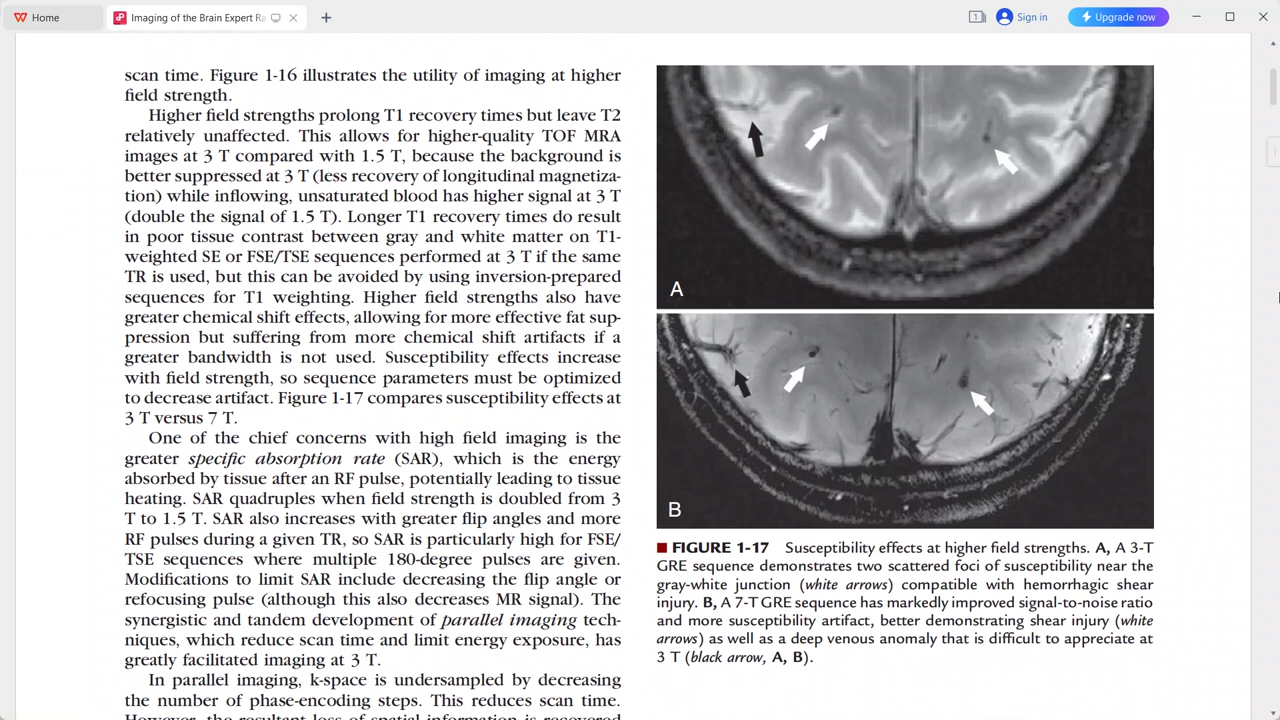 Home
Imaging of the Brain Expert Ra
1
Sign in
Upgrade now
scan time. Figure 1-16 illustrates the utility of imaging at higher
field strength.
Higher field strengths prolong T1 recovery times but leave T2
relatively unaffected. This allows for higher-quality TOF MRA
images at 3 T compared with 1.5 T, because the background is
better suppressed at 3 T (less recovery of longitudinal magnetiza-
tion) while inflowing, unsaturated blood has higher signal at 3 T
(double the signal of 1.5 T). Longer T1 recovery times do result
in poor tissue contrast between gray and white matter on T1-
weighted SE or FSE/TSE sequences performed at 3 T if the same
TR is used, but this can be avoided by using inversion-prepared
sequences for T1 weighting. Higher field strengths also have
greater chemical shift effects, allowing for more effective fat sup-
pression but suffering from more chemical shift artifacts if a
greater bandwidth is not used. Susceptibility effects increase
with field strength, so sequence parameters must be optimized
to decrease artifact. Figure 1-17 compares susceptibility effects at
3 T versus 7 T.
One of the chief concerns with high field imaging is the
greater specific absorption rate (SAR), which is the energy
absorbed by tissue after an RF pulse, potentially leading to tissue
heating. SAR quadruples when field strength is doubled from 3
T to 1.5 T. SAR also increases with greater flip angles and more
RF pulses during a given TR, so SAR is particularly high for FSE/
TSE sequences where multiple 180-degree pulses are given.
Modifications to limit SAR include decreasing the flip angle or
refocusing pulse (although this also decreases MR signal). The
synergistic and tandem development of parallel imaging tech-
niques, which reduce scan time and limit energy exposure, has
greatly facilitated imaging at 3 T.
In parallel imaging, k-space is undersampled by decreasing
the number of phase-encoding steps. This reduces scan time.
However, the resultant loss of spatial information is recovered
A
B
FIGURE 1-17 Susceptibility effects at higher field strengths. A, A 3-T
GRE sequence demonstrates two scattered foci of susceptibility near the
gray-white junction (white arrows) compatible with hemorrhagic shear
injury. B, A 7-T GRE sequence has markedly improved signal-to-noise ratio
and more susceptibility artifact, better demonstrating shear injury (white
arrows) as well as a deep venous anomaly that is difficult to appreciate at
3 T (black arrow, A, B).